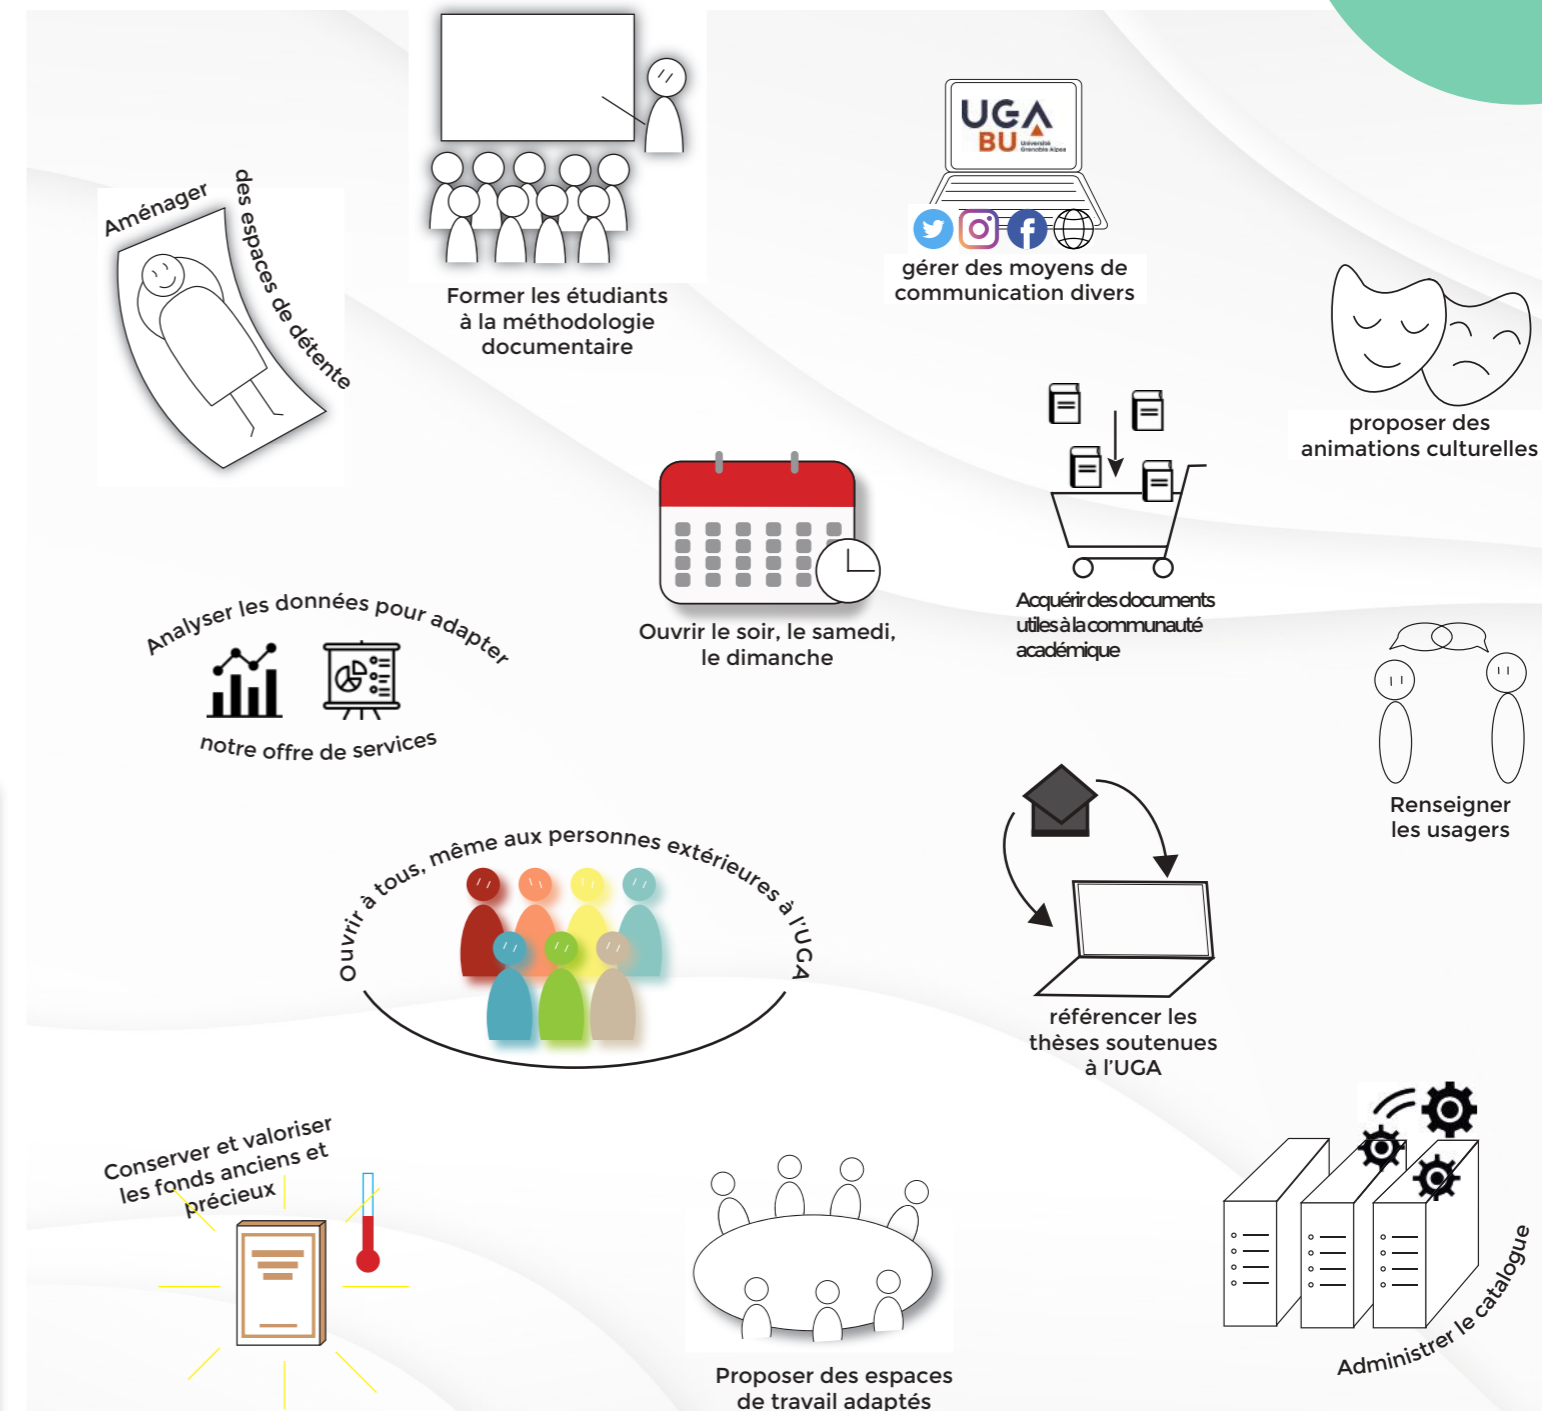 Aménager
des espaces de détente
Former les étudiants
à la méthodologie
documentaire
UGA
BU
Université
Grenoble Alpes
gérer des moyens de
communication divers
proposer des
animations culturelles
Ouvrir le soir, le samedi,
le dimanche
Acquérir des documents
utiles à la communauté
académique
Analyser les données pour adapter
notre offre de services
Renseigner
les usagers
Ouvrir à tous, même aux personnes extérieures à l'UGA
référencer les
thèses soutenues
à l'UGA
Conserver et valoriser
les fonds anciens et
précieux
Proposer des espaces
de travail adaptés
Administrer le catalogue